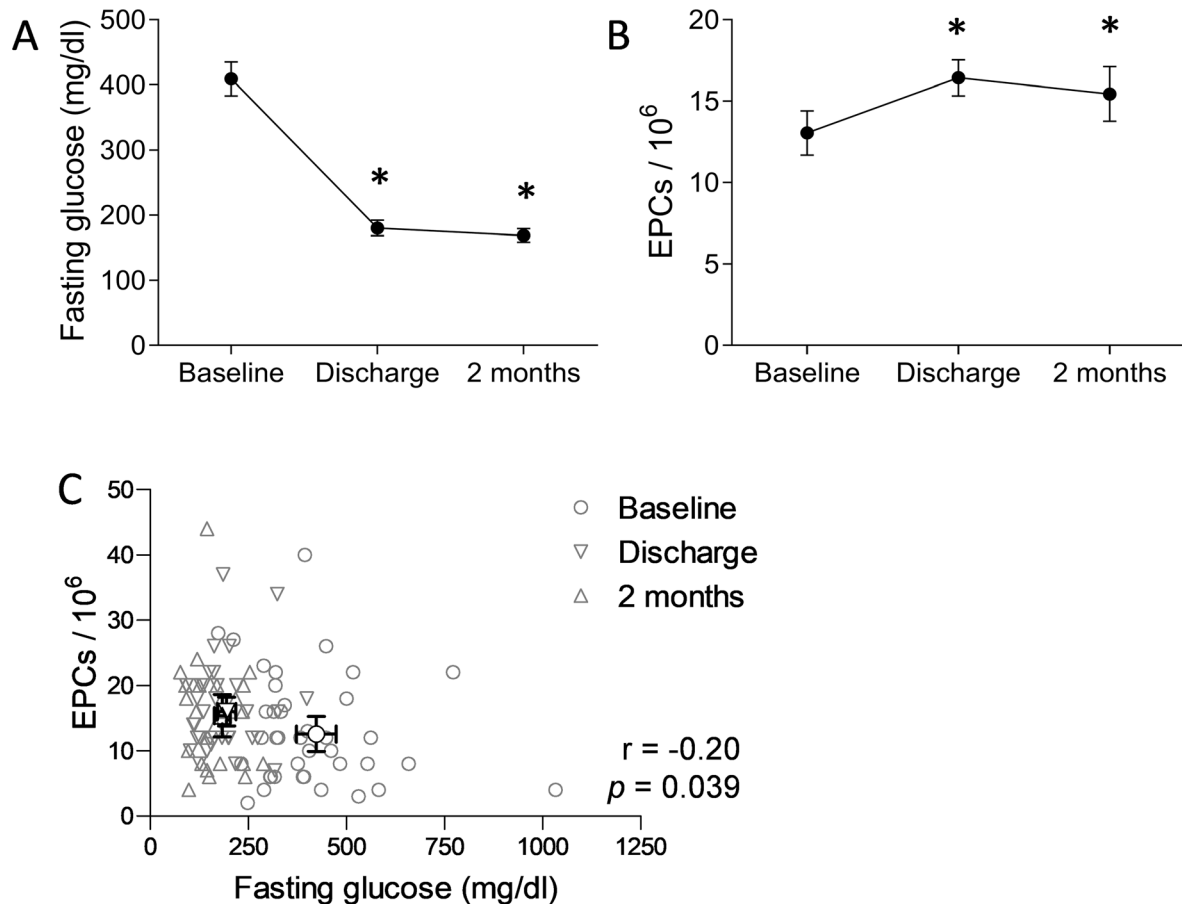 A
Fasting glucose (mg/dl)
500
400
300
200
100
0
*
*
Baseline
Discharge
2 months
B
EPCs / 10⁶
20
15
10
5
0
*
*
Baseline
Discharge
2 months
C
EPCs / 10⁶
50
40
30
20
10
0
Baseline
Discharge
2 months
r = -0.20
p = 0.039
0
250
500
750
1000
1250
Fasting glucose (mg/dl)